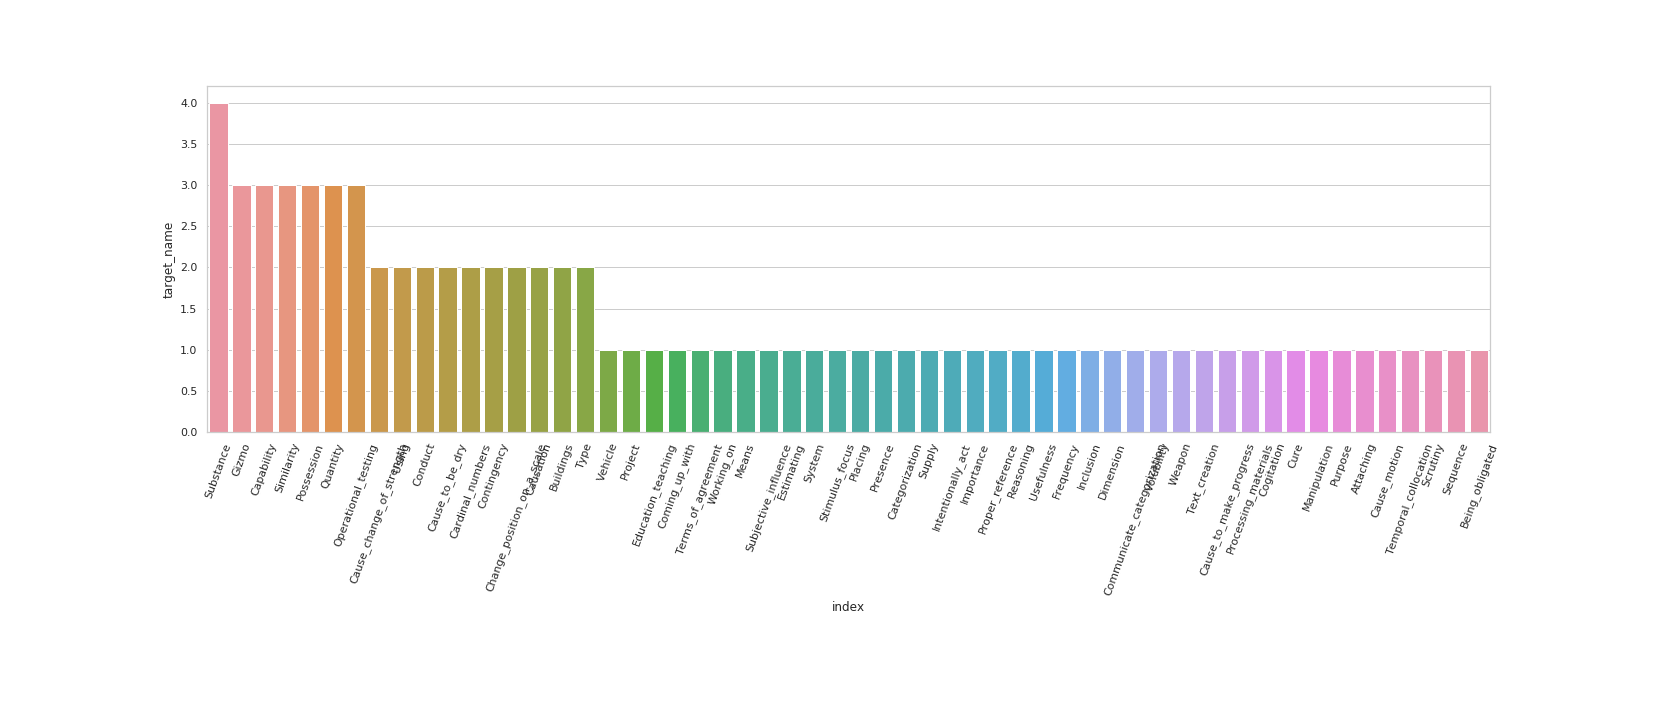 4.0
3.5
3.0
2.5
2.0
1.5
1.0
0.5
0.0
target_name
Substance
Gizmo
Capability
Similarity
Possession
Quantity
Operational_testing
Cause_change_of_strength
Using
Conduct
Cause_to_be_dry
Cardinal_numbers
Contingency
Change_position_on_a_scale
Causation
Buildings
Type
Vehicle
Project
Education_teaching
Coming_up_with
Terms_of_agreement
Working_on
Means
Subjective_influence
Estimating
System
Stimulus_focus
Placing
Presence
Categorization
Supply
Intentionally_act
Importance
Proper_reference
Reasoning
Usefulness
Frequency
Inclusion
Dimension
Communicate_categorization
Weapon
Text_creation
Cause_to_make_progress
Processing_materials
Cogitation
Cure
Manipulation
Purpose
Attaching
Cause_motion
Temporal_collocation
Scrutiny
Sequence
Being_obligated
index